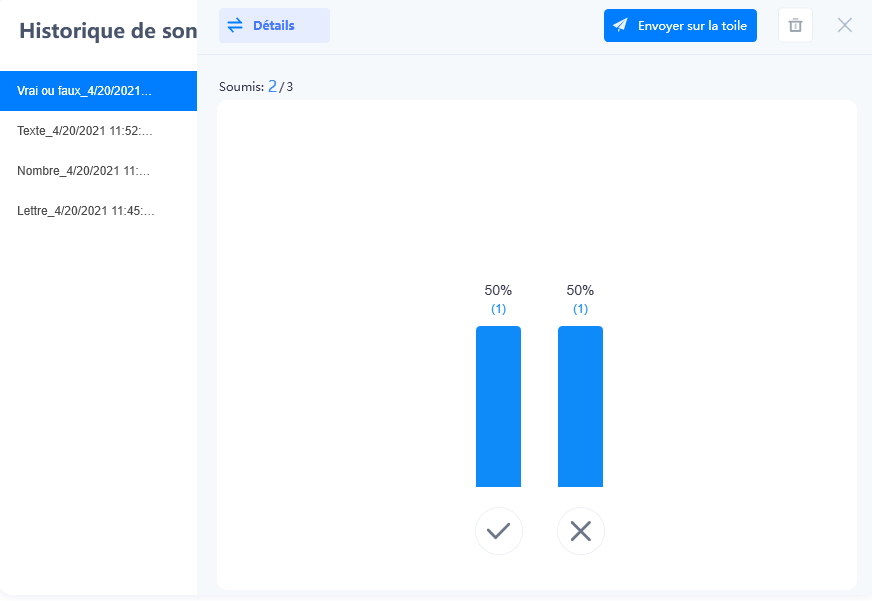 Historique de son
Détails
Envoyer sur la toile
Vrai ou faux_4/20/2021...
Texte_4/20/2021 11:52:...
Nombre_4/20/2021 11:...
Lettre_4/20/2021 11:45:...
Soumis: 2/3
50% 50%
(1) (1)